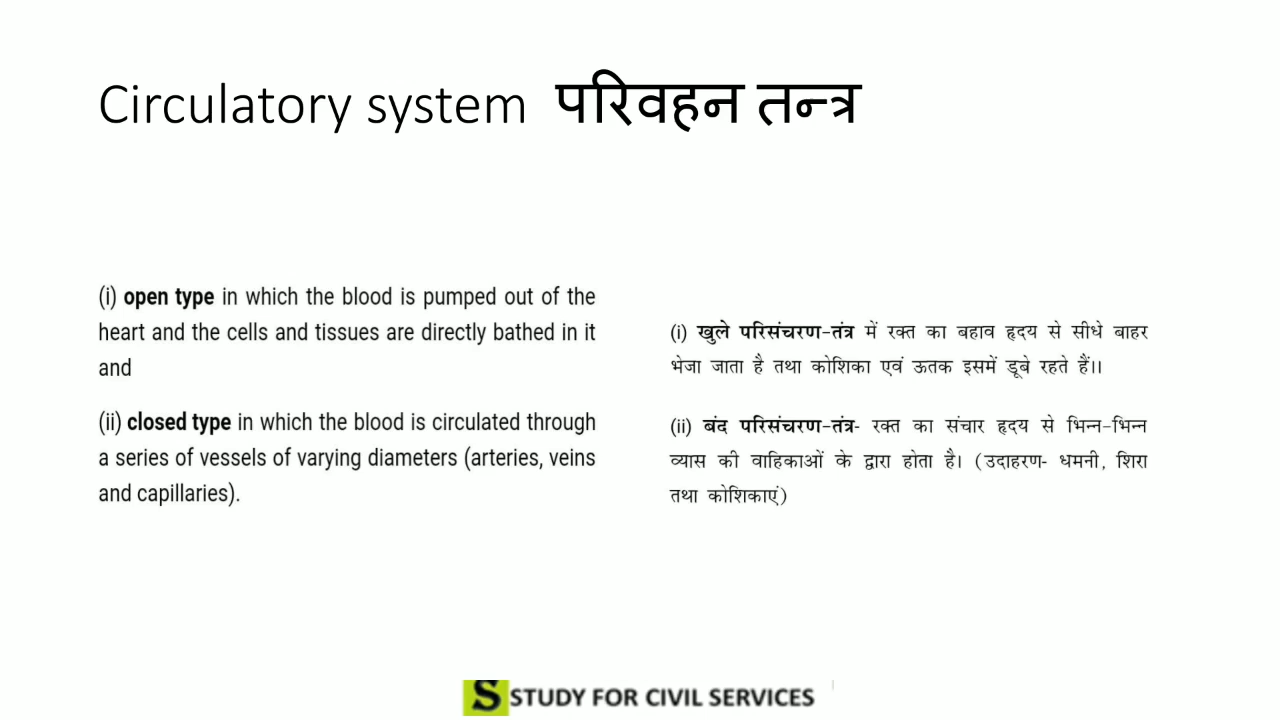 Circulatory system परिवहन तन्त्र
(i) open type in which the blood is pumped out of the
heart and the cells and tissues are directly bathed in it
and
(ii) closed type in which the blood is circulated through
a series of vessels of varying diameters (arteries, veins
and capillaries).
(i) खुले परिसंचरण-तंत्र में रक्त का बहाव हृदय से सीधे बाहर
भेजा जाता है तथा कोशिका एवं ऊतक इसमें डूबे रहते हैं।।
(ii) बंद परिसंचरण-तंत्र- रक्त का संचार हृदय से भिन्न-भिन्न
व्यास की वाहिकाओं के द्वारा होता है। (उदाहरण- धमनी, शिरा
तथा कोशिकाएं)
S STUDY FOR CIVIL SERVICES